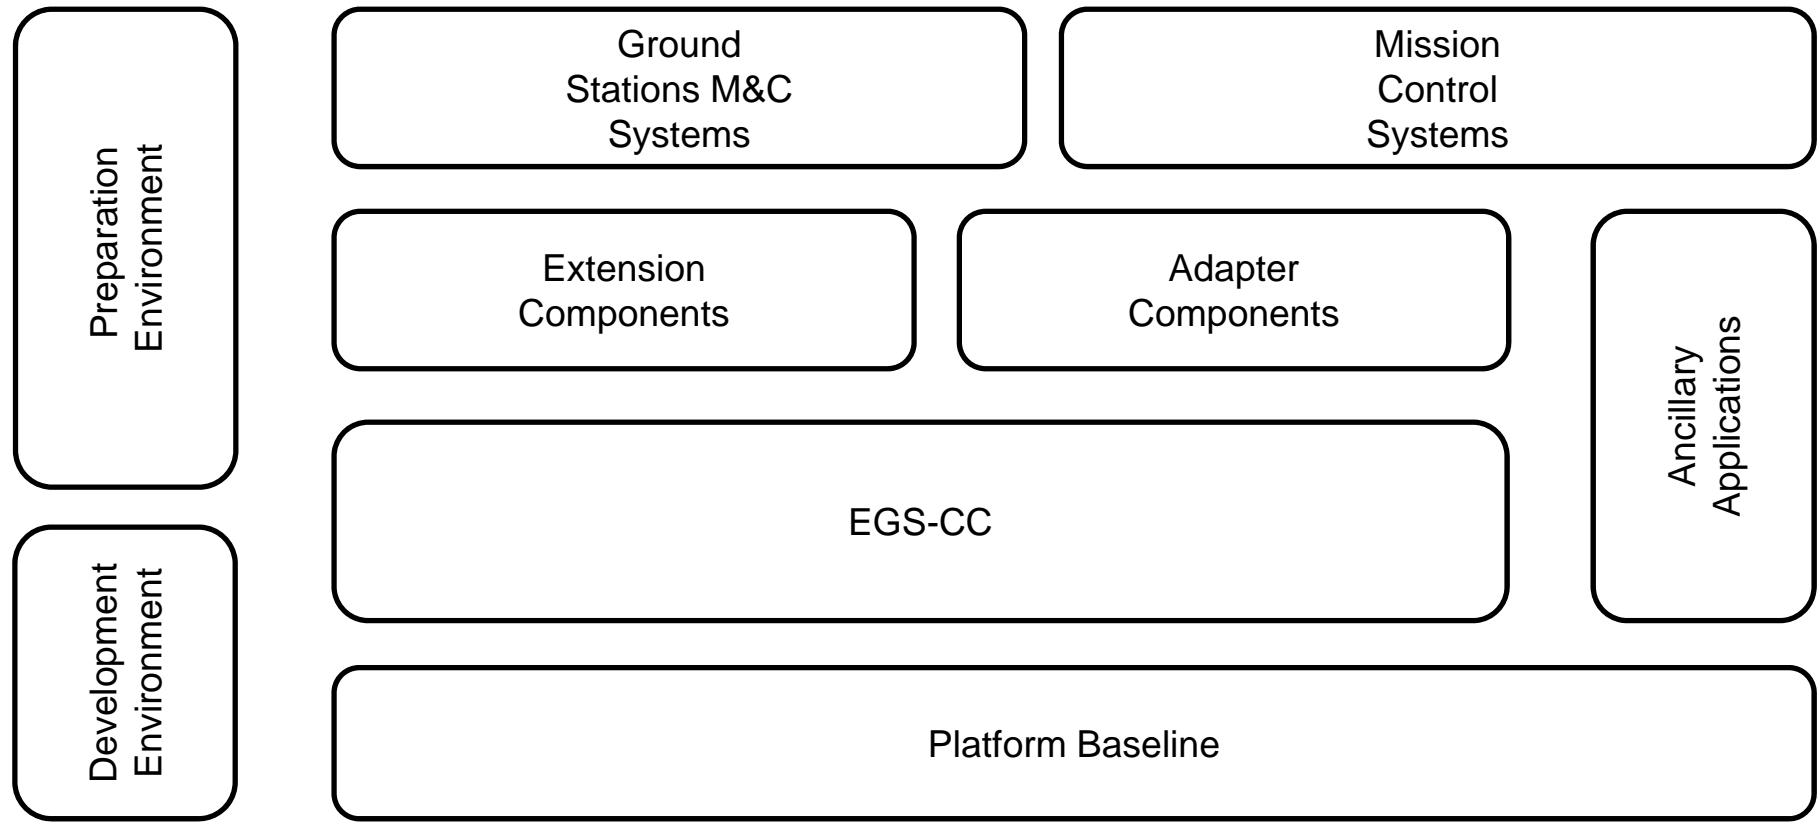 Preparation
Environment
Ground
Stations M&C
Systems
Mission
Control
Systems
Extension
Components
Adapter
Components
Ancillary
Applications
EGS-CC
Development
Environment
Platform Baseline